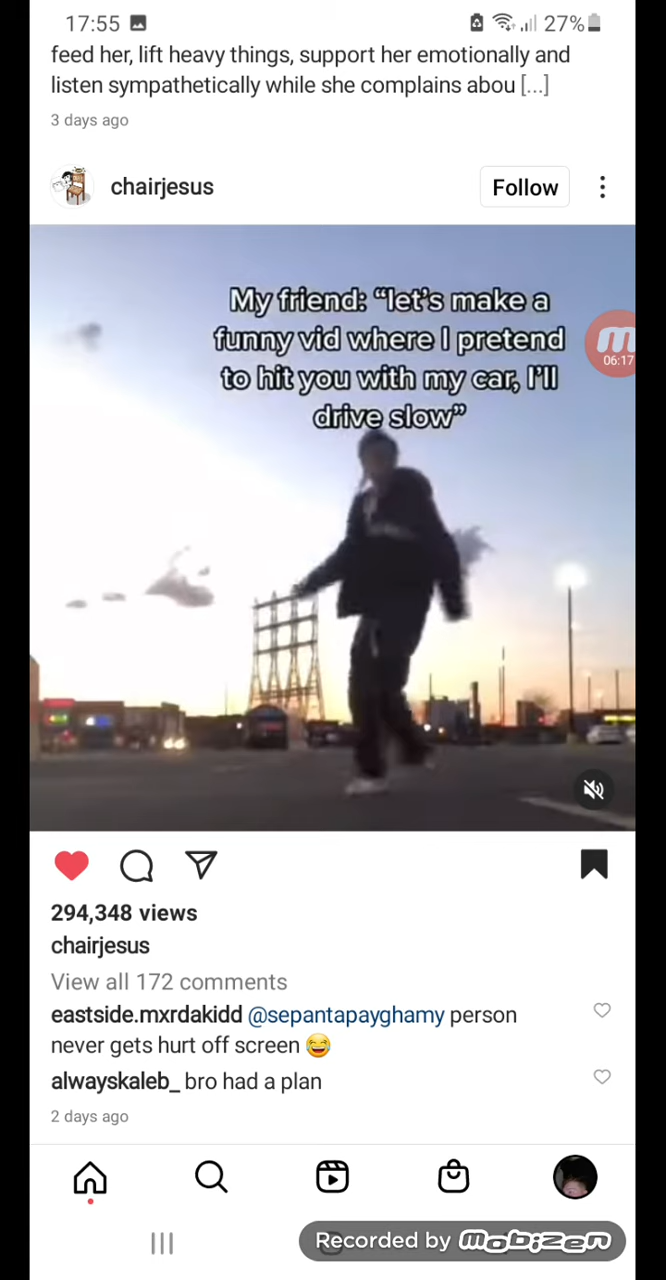 17:55 27%
feed her, lift heavy things, support her emotionally and
listen sympathetically while she complains abou [...]
3 days ago
chairjesus Follow
My friend: “let’s make a
funny vid where I pretend
to hit you with my car, I’ll
drive slow”
06:17
294,348 views
chairjesus
View all 172 comments
eastside.mxrdakidd @sepantapayghamy person
never gets hurt off screen 😂
alwayskaleb_ bro had a plan
2 days ago
Recorded by mobizen